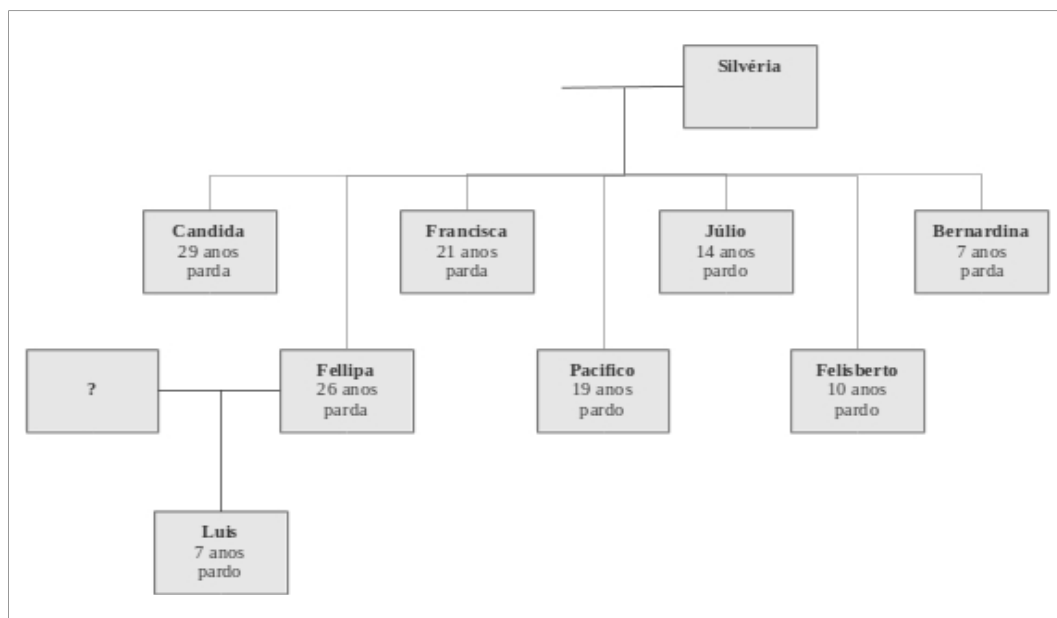 Silvéria
Candida
29 anos
parda
Francisca
21 anos
parda
Júlio
14 anos
pardo
Bernardina
7 anos
parda
?
Fellipa
26 anos
parda
Pacifico
19 anos
pardo
Felisberto
10 anos
pardo
Luis
7 anos
pardo